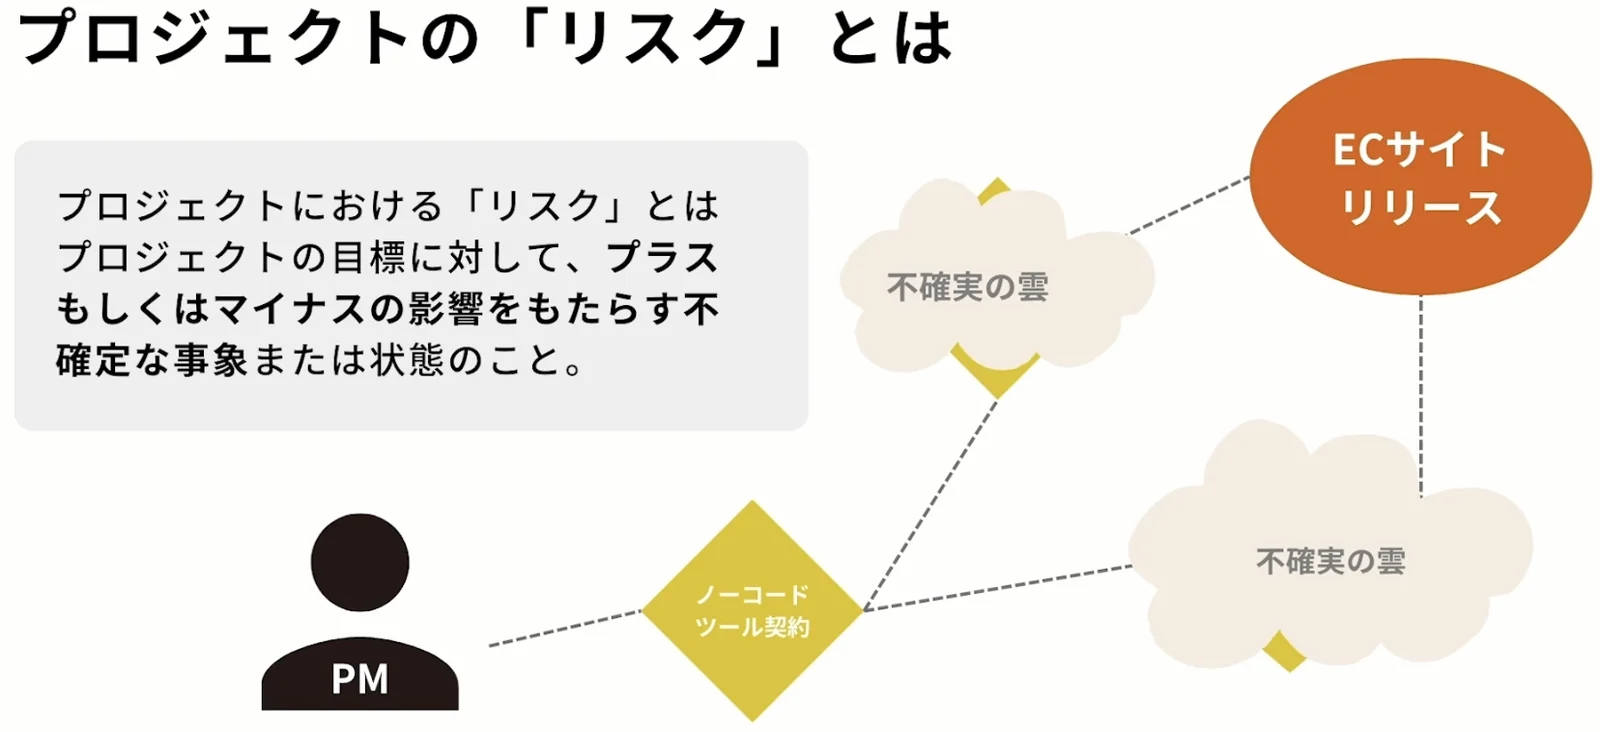 プロジェクトの「リスク」とは
プロジェクトにおける「リスク」とは
プロジェクトの目標に対して、プラス
もしくはマイナスの影響をもたらす不
確定な事象または状態のこと。
ECサイト
リリース
不確実の雲
不確実の雲
ノーコード
ツール契約
PM